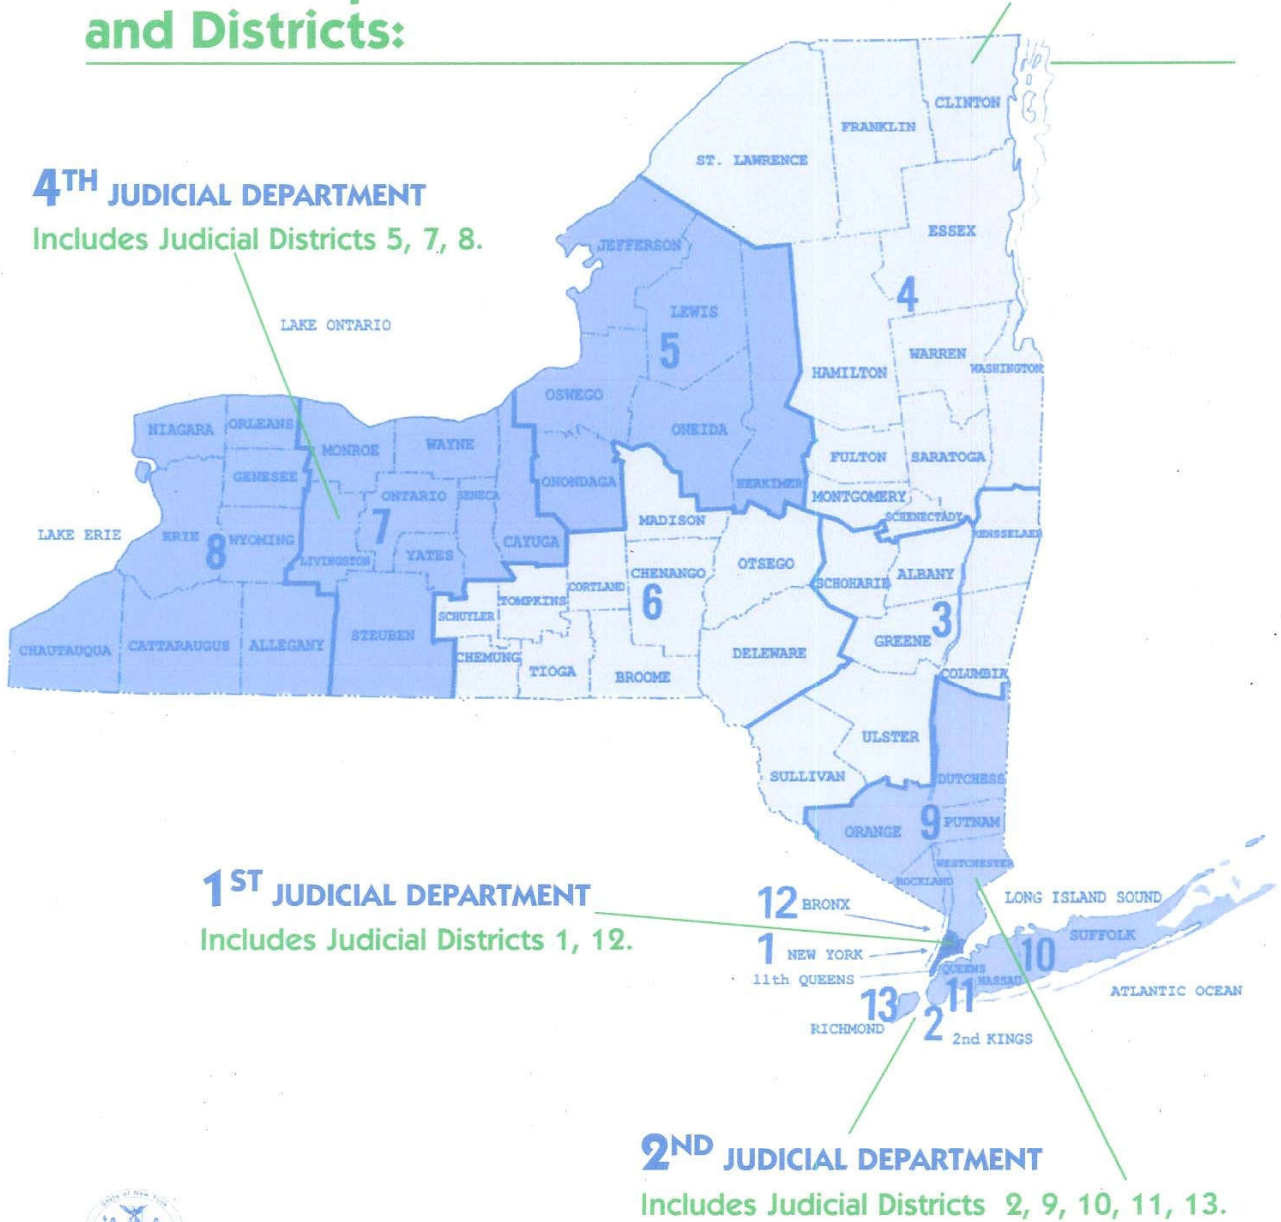 and Districts:
CLINTON
FRANKLIN
ST. LAWRENCE
4TH JUDICIAL DEPARTMENT
Includes Judicial Districts 5, 7, 8.
ESSEX
JEFFERSON
4
LEWIS
LAKE ONTARIO
5
WARREN
HAMILTON
WASHINGTON
OSWEGO
NIAGARA
ORLEANS
ONEIDA
MONROE
WAYNE
FULTON
SARATOGA
GENESEE
ONONDAGA
HERKIMER
ONTARIO
SENECA
MONTGOMERY
SCHENECTADY
MADISON
7
LAKE ERIE
ERIE
8
WYOMING
RENSSELAER
CAYUGA
LIVINGSTON
YATES
OTSEGO
CHENANGO
SCHOHARIE
ALBANY
CORTLAND
6
TOMPKINS
SCHUYLER
3
STEUBEN
GREENE
CHAUTAUQUA
CATTARAUGUS
ALLEGANY
DELEWARE
CHEMUNG
TIOGA
BROOME
COLUMBIA
ULSTER
SULLIVAN
DUTCHESS
9
PUTNAM
ORANGE
WESTCHESTER
ROCKLAND
1ST JUDICIAL DEPARTMENT
Includes Judicial Districts 1, 12.
12 BRONX
LONG ISLAND SOUND
1 NEW YORK
SUFFOLK
10
11th QUEENS
QUEENS
NASSAU
11
ATLANTIC OCEAN
13
RICHMOND
2 2nd KINGS
2ND JUDICIAL DEPARTMENT
Includes Judicial Districts 2, 9, 10, 11, 13.
State of New York